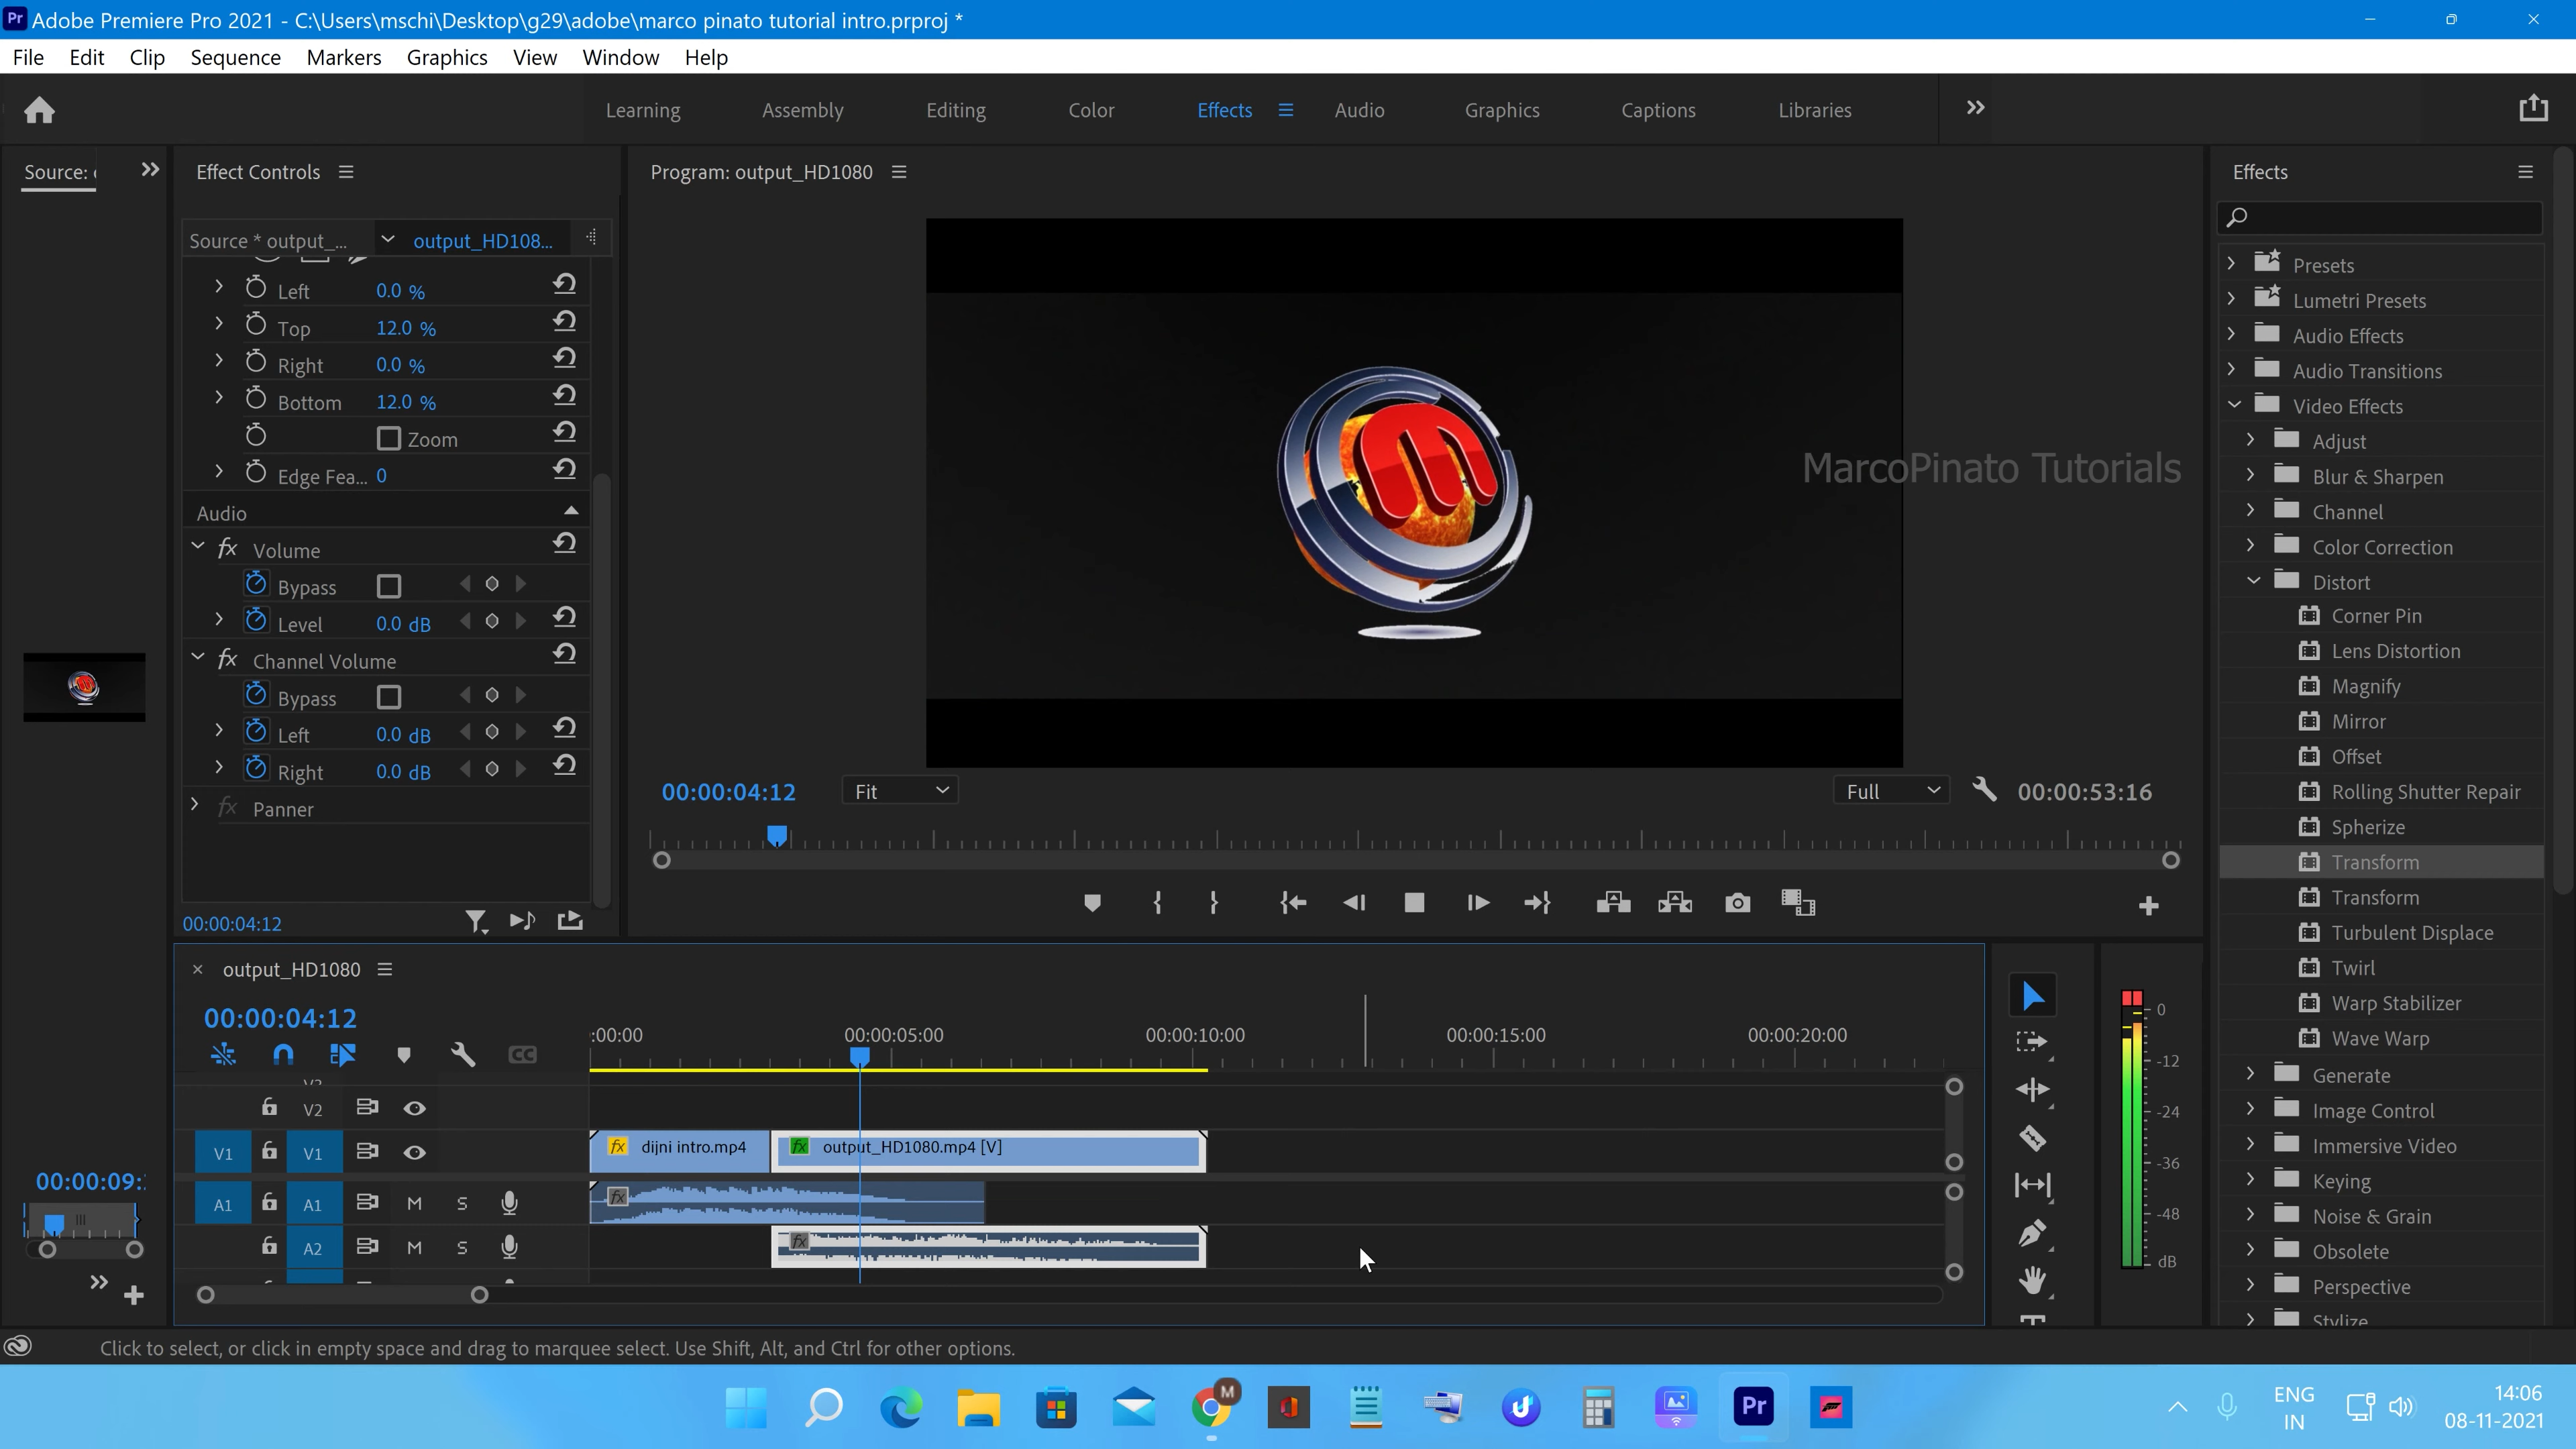 Adobe Premiere Pro 2021 - C:\Users\mschi\Desktop\g29\adobe\marco pinato tutorial intro.prproj *
File Edit Clip Sequence Markers Graphics View Window Help
Learning Assembly Editing Color Effects Audio Graphics Captions Libraries
Source:
Effect Controls
Source * output_...
output_HD108...
Left 0.0 %
Top 12.0 %
Right 0.0 %
Bottom 12.0 %
Zoom
Edge Fea... 0
Audio
fx Volume
Bypass
Level 0.0 dB
fx Channel Volume
Bypass
Left 0.0 dB
Right 0.0 dB
fx Panner
00:00:04:12
Program: output_HD1080
M
MarcoPinato Tutorials
00:00:04:12 Fit Full 00:00:53:16
Effects
Presets
Lumetri Presets
Audio Effects
Audio Transitions
Video Effects
Adjust
Blur & Sharpen
Channel
Color Correction
Distort
Corner Pin
Lens Distortion
Magnify
Mirror
Offset
Rolling Shutter Repair
Spherize
Transform
Transform
Turbulent Displace
Twirl
Warp Stabilizer
Wave Warp
Generate
Image Control
Immersive Video
Keying
Noise & Grain
Obsolete
Perspective
Stylize
00:00:09:
× output_HD1080
00:00:04:12
CC
:00:00 00:00:05:00 00:00:10:00 00:00:15:00 00:00:20:00
V2
V1 V1 fx dijni intro.mp4 fx output_HD1080.mp4 [V]
A1 A1 M S fx
A2 M S fx
0
-12
-24
-36
-48
dB
Click to select, or click in empty space and drag to marquee select. Use Shift, Alt, and Ctrl for other options.
M
Pr
ENG
IN
14:06
08-11-2021